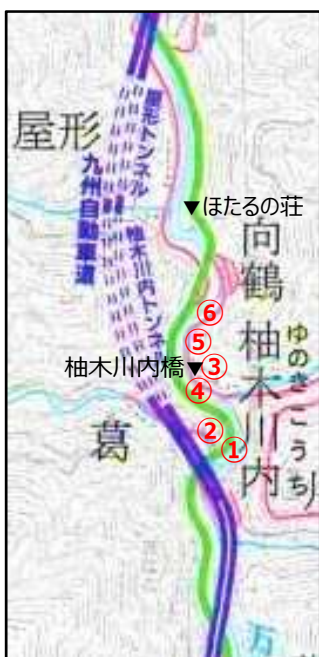 屋形
屋形トンネル
九州自動車道
▼ほたるの荘
向鶴
⑥
⑤
柚木川内トンネル
柚木川内橋▼
③
④
柚木川内
ゆのきこうち
葛
②
①
万